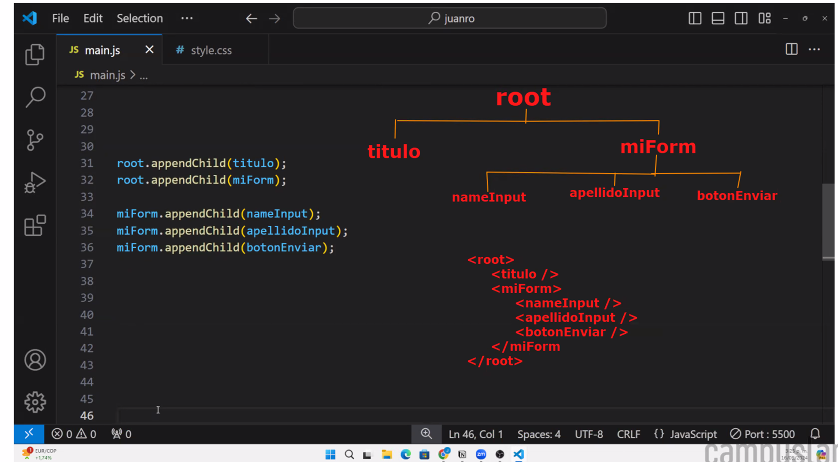 File Edit Selection ... juanro
JS main.js × # style.css
JS main.js > ...
27
28
29
30
31 root.appendChild(titulo);
32 root.appendChild(miForm);
33
34 miForm.appendChild(nameInput);
35 miForm.appendChild(apellidoInput);
36 miForm.appendChild(botonEnviar);
37
38
39
40
41
42
43
44
45
46
root
titulo miForm
nameInput apellidoInput botonEnviar
<root>
<titulo />
<miForm>
<nameInput />
<apellidoInput />
<botonEnviar />
</miForm
</root>
0 0 0 Ln 46, Col 1 Spaces: 4 UTF-8 CRLF {} JavaScript Port : 5500
EUR/COP
+1,74%
campuslan